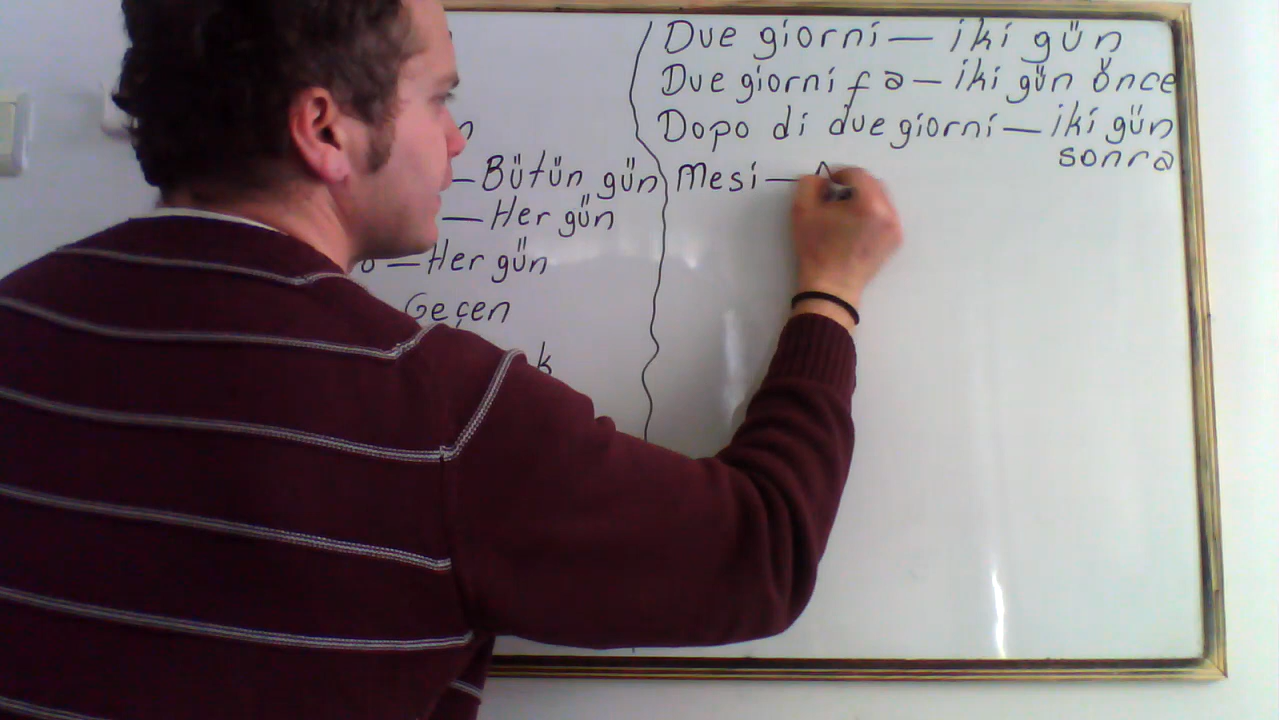 — Bütün gün
— Her gün
o — Her gün
Geçen
k
Due giorni — iki gün
Due giorni fa — iki gün önce
Dopo di due giorni — iki gün
sonra
Mesi —